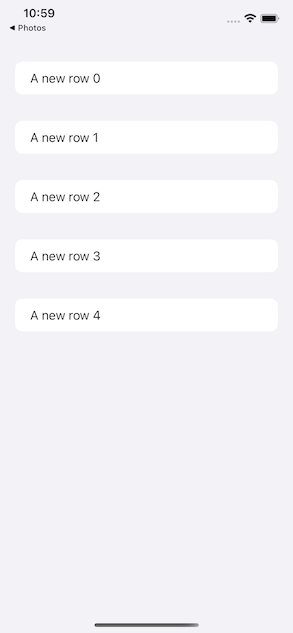 10:59
◀ Photos
A new row 0
A new row 1
A new row 2
A new row 3
A new row 4